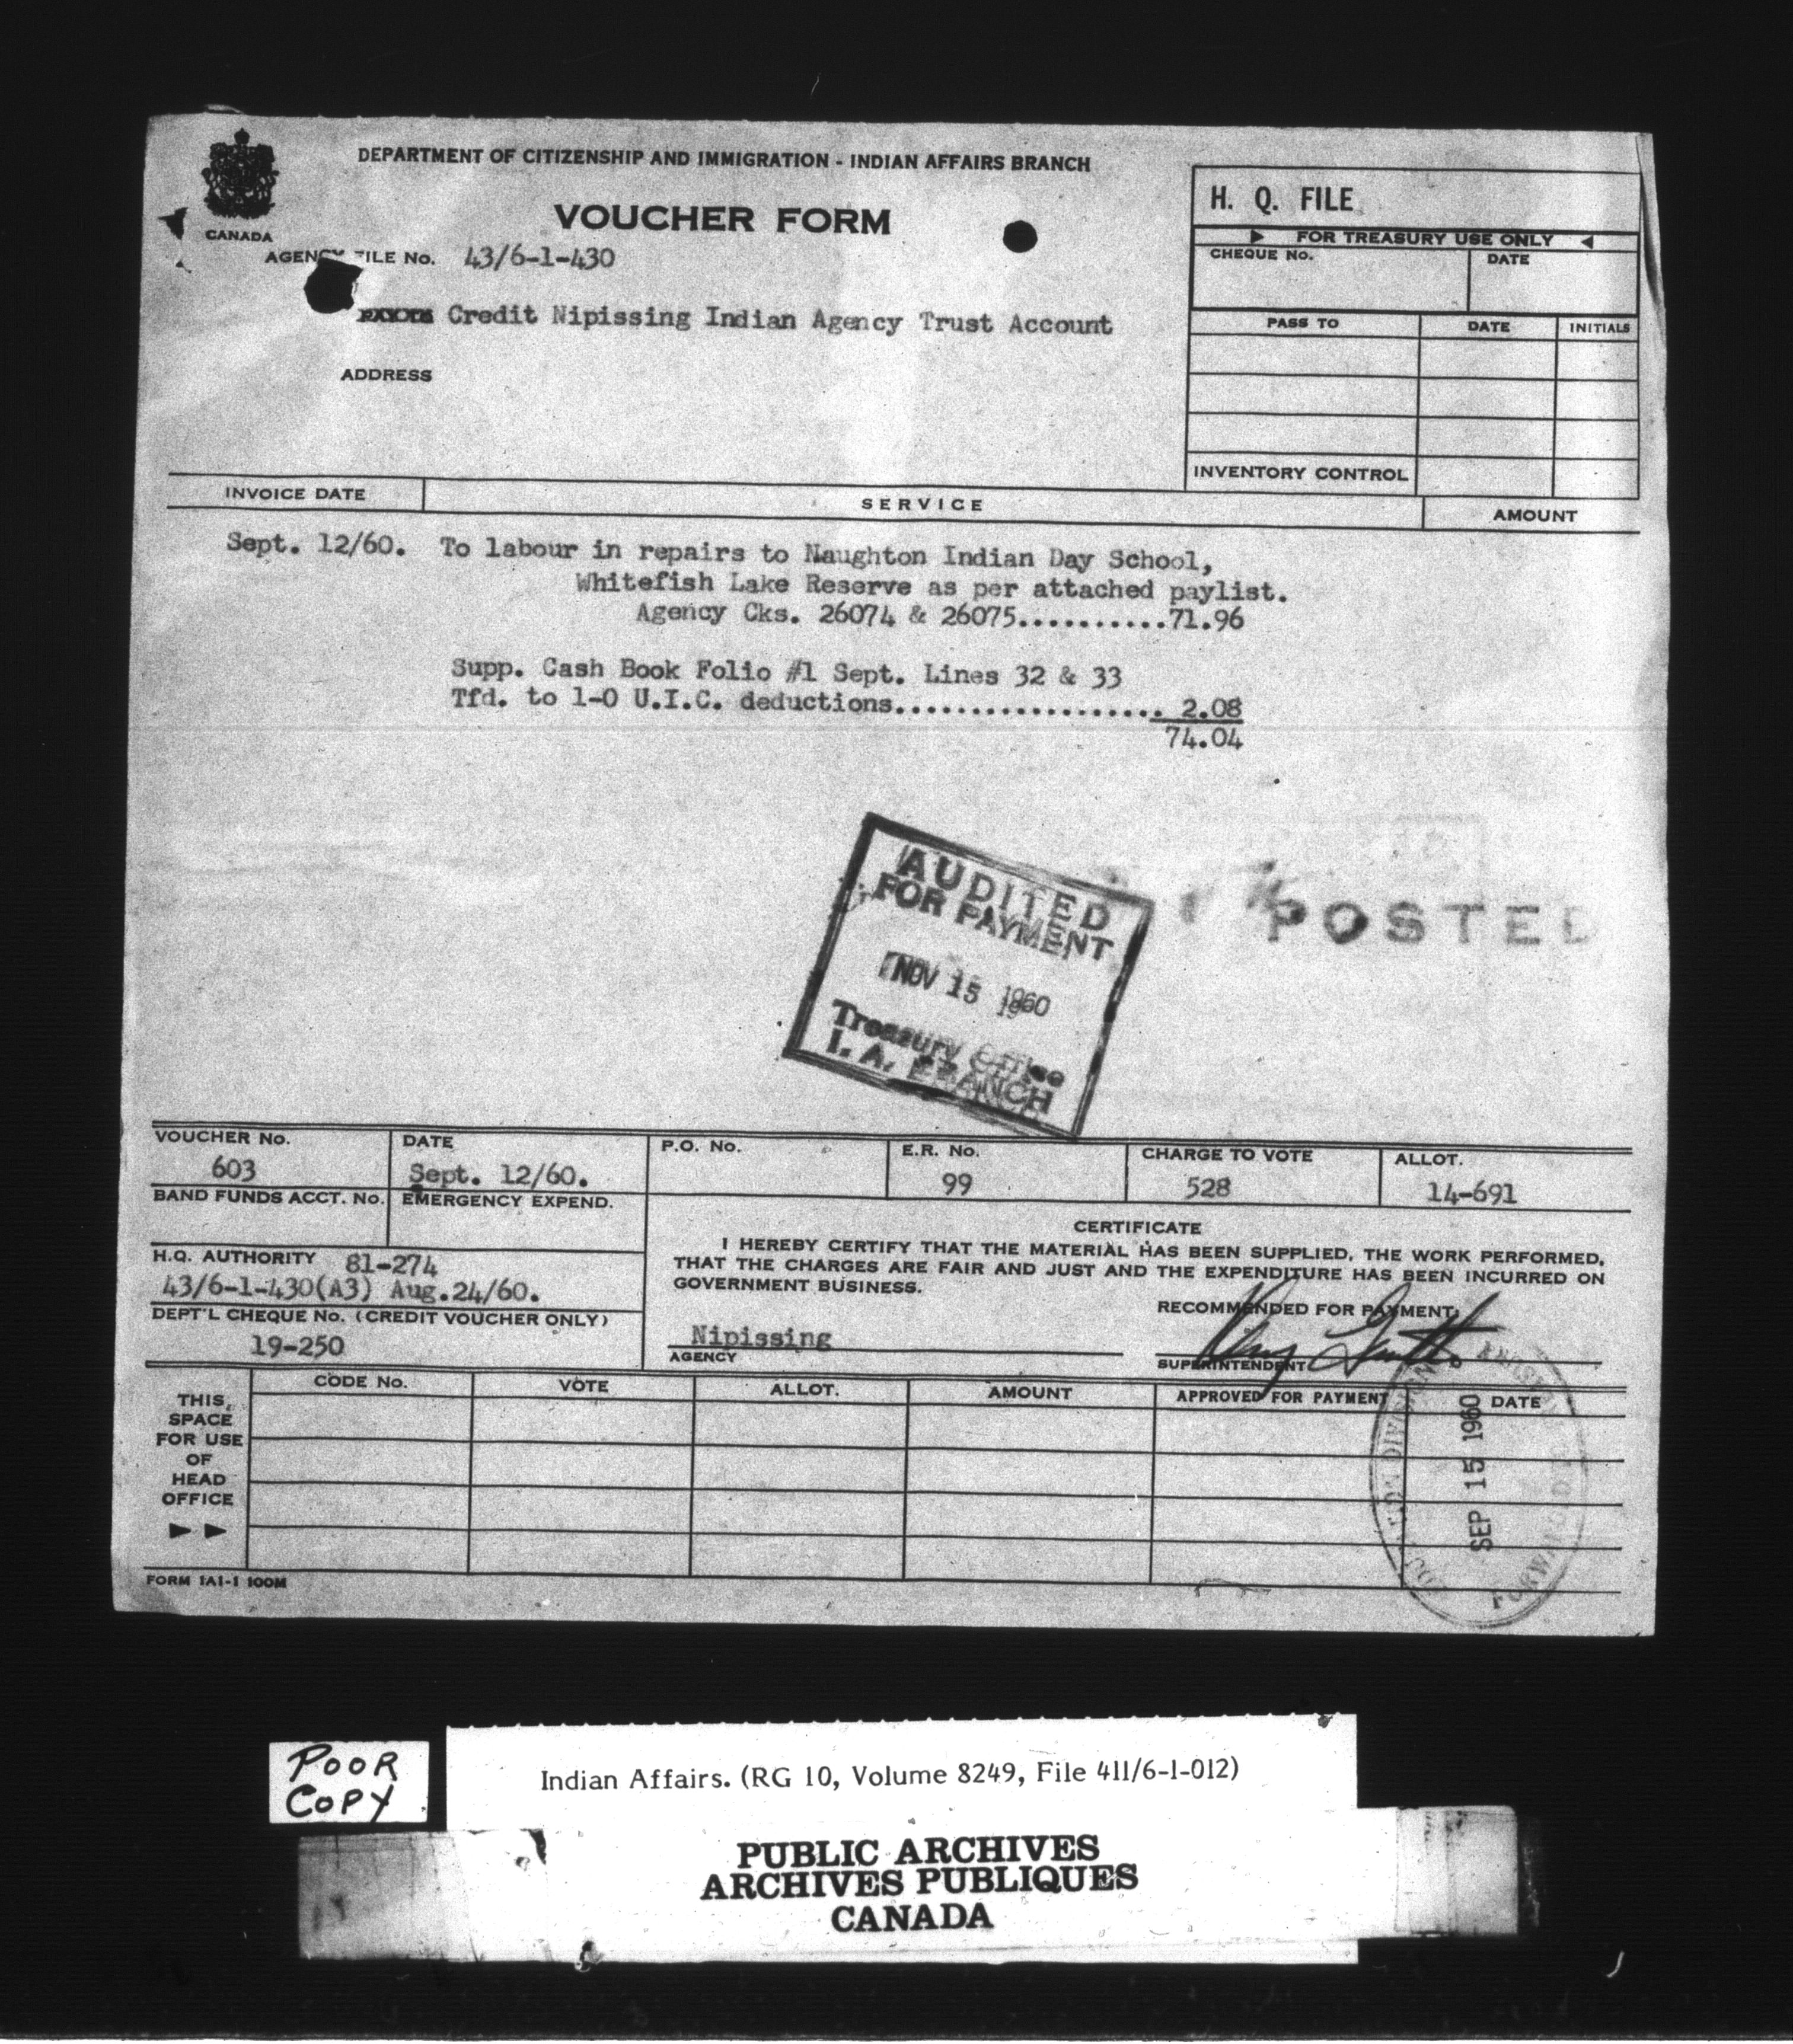 DEPARTMENT OF CITIZENSHIP AND IMMIGRATION - INDIAN AFFAIRS BRANCH
VOUCHER FORM
CANADA
AGENCY FILE No. 43/6-1-430
Credit Nipissing Indian Agency Trust Account
ADDRESS
H. Q. FILE
FOR TREASURY USE ONLY
CHEQUE No. DATE
PASS TO DATE INITIALS
INVENTORY CONTROL
INVOICE DATE SERVICE AMOUNT
Sept. 12/60. To labour in repairs to Naughton Indian Day School,
Whitefish Lake Reserve as per attached paylist.
Agency Cks. 26074 & 26075..........71.96
Supp. Cash Book Folio #1 Sept. Lines 32 & 33
Tfd. to 1-0 U.I.C. deductions.................. 2.08
74.04
AUDITED
FOR PAYMENT
NOV 15 1960
Treasury Office
I. A. BRANCH
POSTED
VOUCHER No. DATE P.O. No. E.R. No. CHARGE TO VOTE ALLOT.
603 Sept. 12/60. 99 528 14-691
BAND FUNDS ACCT. No. EMERGENCY EXPEND.
H.Q. AUTHORITY 81-274
43/6-1-430(A3) Aug.24/60.
DEPT'L CHEQUE No. (CREDIT VOUCHER ONLY)
19-250
CERTIFICATE
I HEREBY CERTIFY THAT THE MATERIAL HAS BEEN SUPPLIED, THE WORK PERFORMED,
THAT THE CHARGES ARE FAIR AND JUST AND THE EXPENDITURE HAS BEEN INCURRED ON
GOVERNMENT BUSINESS.
RECOMMENDED FOR PAYMENT:
Nipissing
AGENCY
SUPERINTENDENT
THIS
SPACE
FOR USE
OF
HEAD
OFFICE
CODE No. VOTE ALLOT. AMOUNT APPROVED FOR PAYMENT DATE
SEP 15 1960
FORM IAI-1 100M
POOR
COPY
Indian Affairs. (RG 10, Volume 8249, File 411/6-1-012)
PUBLIC ARCHIVES
ARCHIVES PUBLIQUES
CANADA